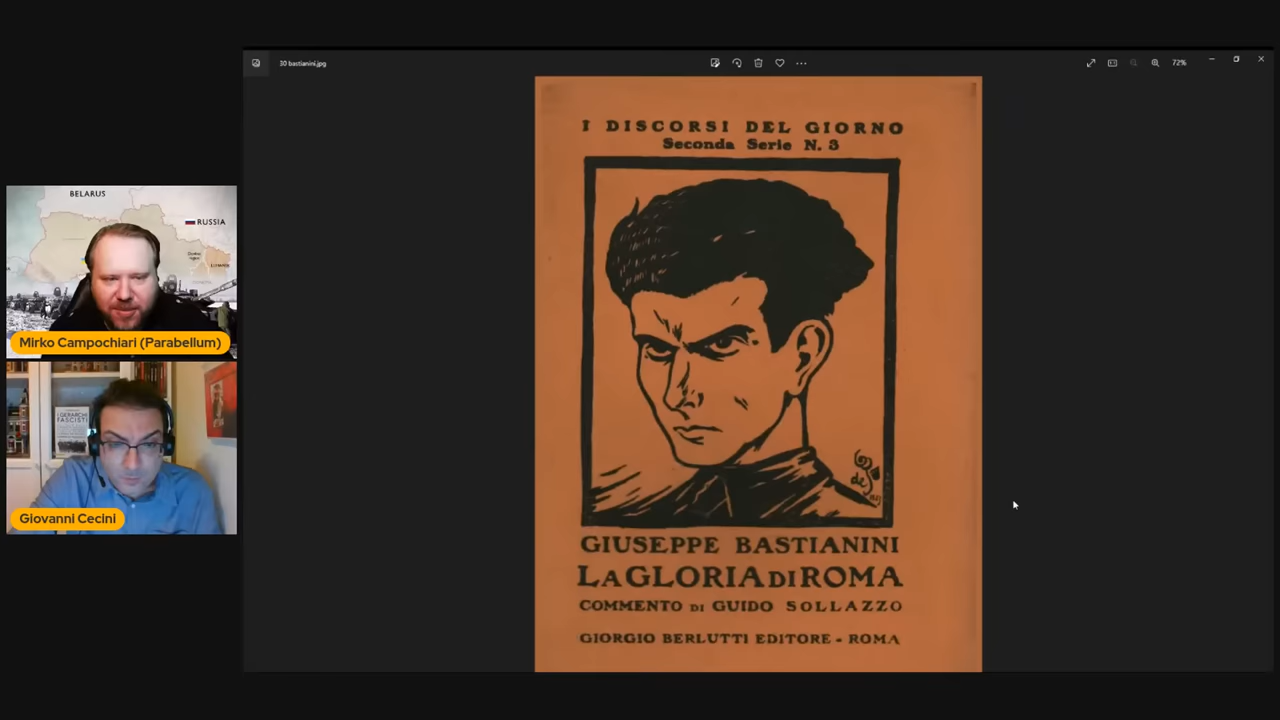 30 bastianini.jpg
72%
I DISCORSI DEL GIORNO
Seconda Serie N. 3
GIUSEPPE BASTIANINI
LA GLORIA DI ROMA
COMMENTO DI GUIDO SOLLAZZO
GIORGIO BERLUTTI EDITORE - ROMA
BELARUS
RUSSIA
Mirko Campochiari (Parabellum)
I GERARCHI
FASCISTI
Giovanni Cecini